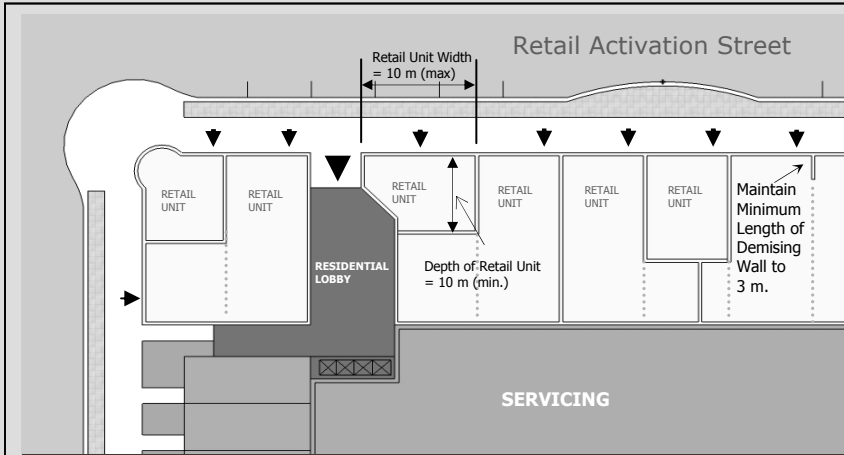 Retail Activation Street
Retail Unit Width
= 10 m (max)
RETAIL
UNIT
RETAIL
UNIT
RETAIL
UNIT
RETAIL
UNIT
RETAIL
UNIT
RETAIL
UNIT
Maintain
Minimum
Length of
Demising
Wall to
3 m.
RESIDENTIAL
LOBBY
Depth of Retail Unit
= 10 m (min.)
SERVICING